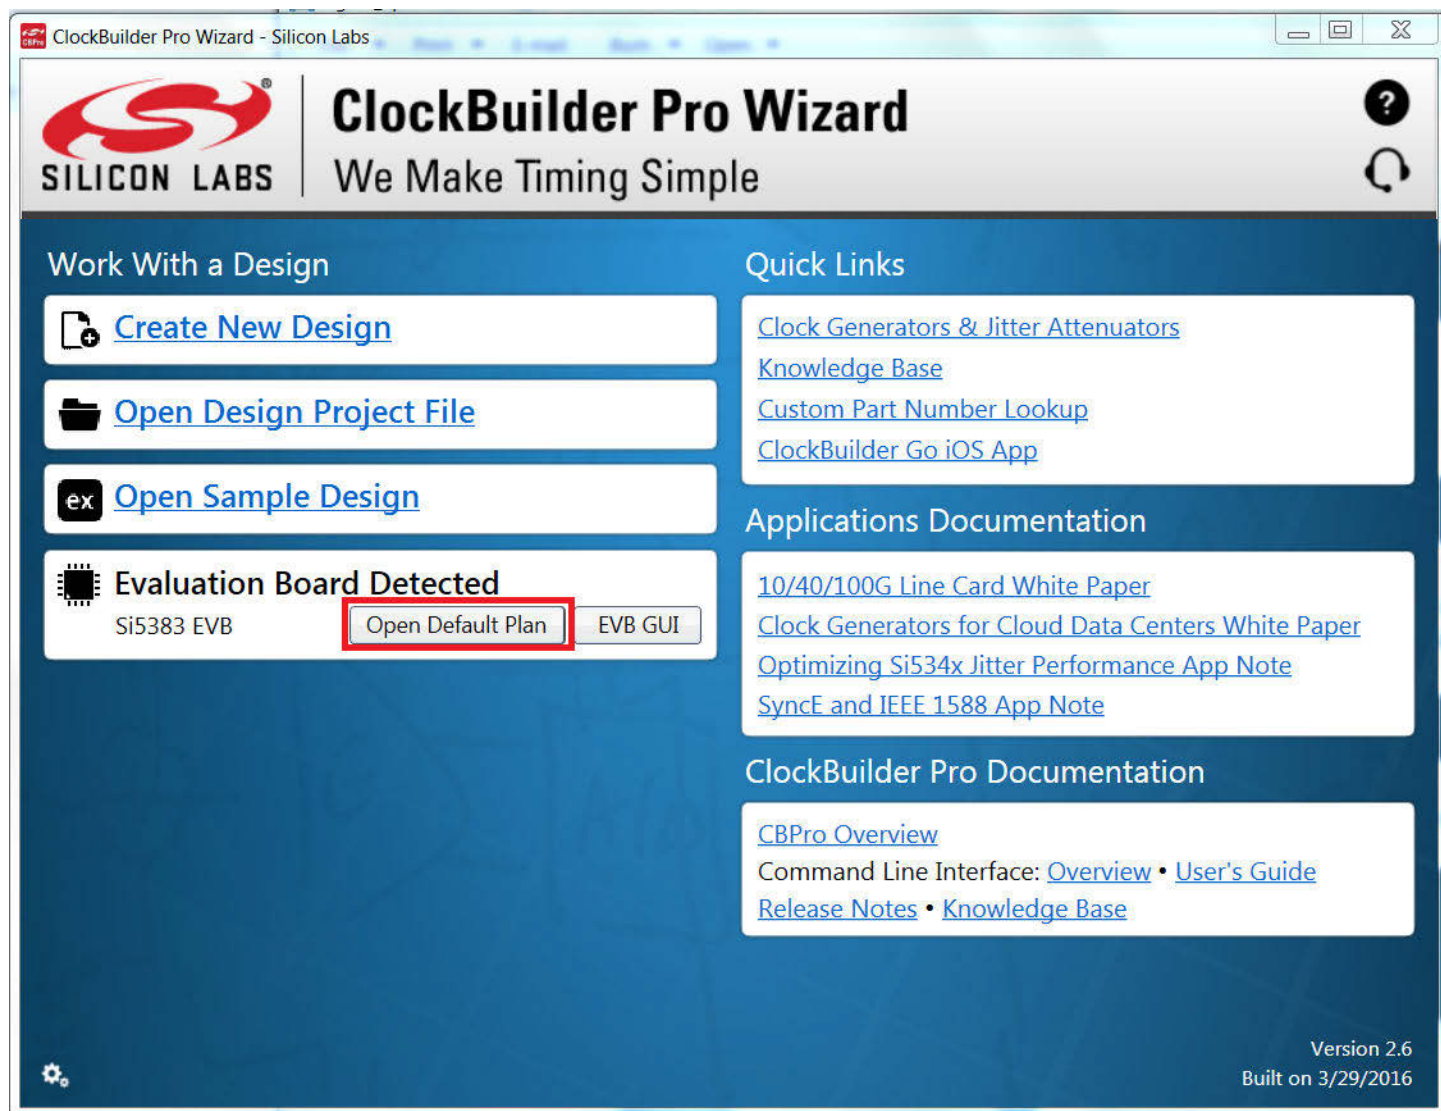 ClockBuilder Pro Wizard - Silicon Labs
SILICON LABS
®
ClockBuilder Pro Wizard
We Make Timing Simple
?
Work With a Design
Create New Design
Open Design Project File
ex Open Sample Design
Evaluation Board Detected
Si5383 EVB Open Default Plan EVB GUI
Quick Links
Clock Generators & Jitter Attenuators
Knowledge Base
Custom Part Number Lookup
ClockBuilder Go iOS App
Applications Documentation
10/40/100G Line Card White Paper
Clock Generators for Cloud Data Centers White Paper
Optimizing Si534x Jitter Performance App Note
SyncE and IEEE 1588 App Note
ClockBuilder Pro Documentation
CBPro Overview
Command Line Interface: Overview • User's Guide
Release Notes • Knowledge Base
Version 2.6
Built on 3/29/2016